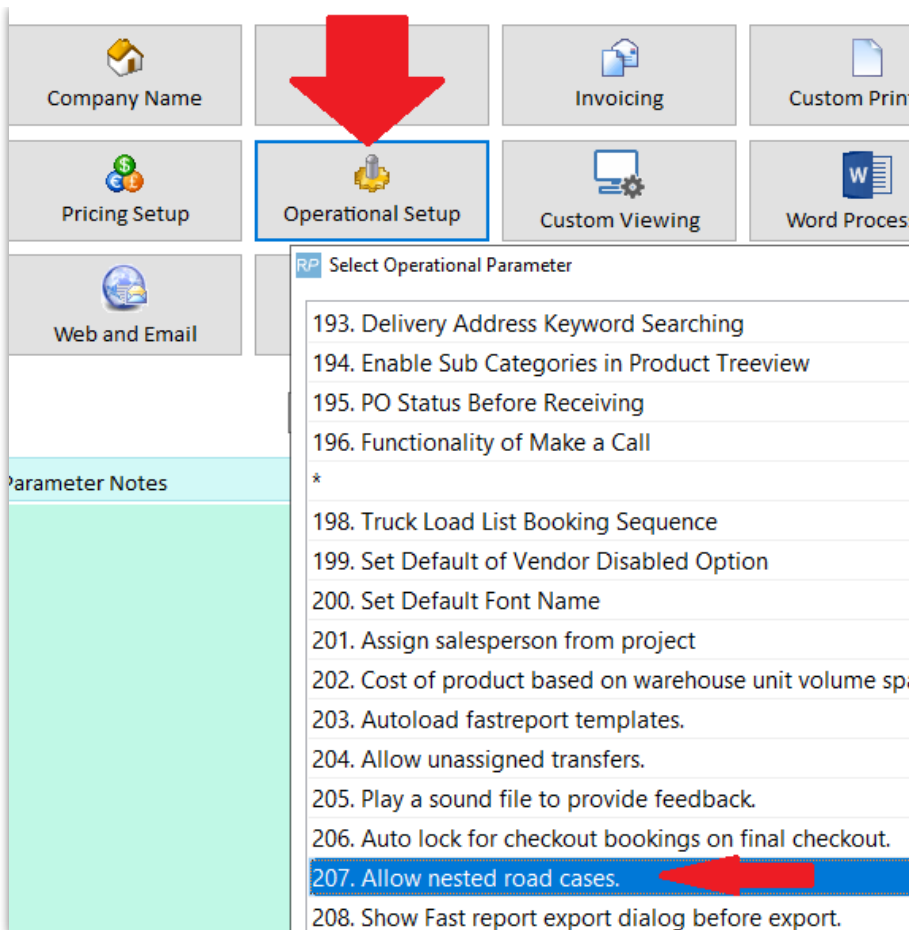 Company Name
Invoicing
Custom Prin
Pricing Setup
Operational Setup
Custom Viewing
W
Word Proces
Web and Email
RP Select Operational Parameter
193. Delivery Address Keyword Searching
194. Enable Sub Categories in Product Treeview
195. PO Status Before Receiving
196. Functionality of Make a Call
*
Parameter Notes
198. Truck Load List Booking Sequence
199. Set Default of Vendor Disabled Option
200. Set Default Font Name
201. Assign salesperson from project
202. Cost of product based on warehouse unit volume spa
203. Autoload fastreport templates.
204. Allow unassigned transfers.
205. Play a sound file to provide feedback.
206. Auto lock for checkout bookings on final checkout.
207. Allow nested road cases.
208. Show Fast report export dialog before export.